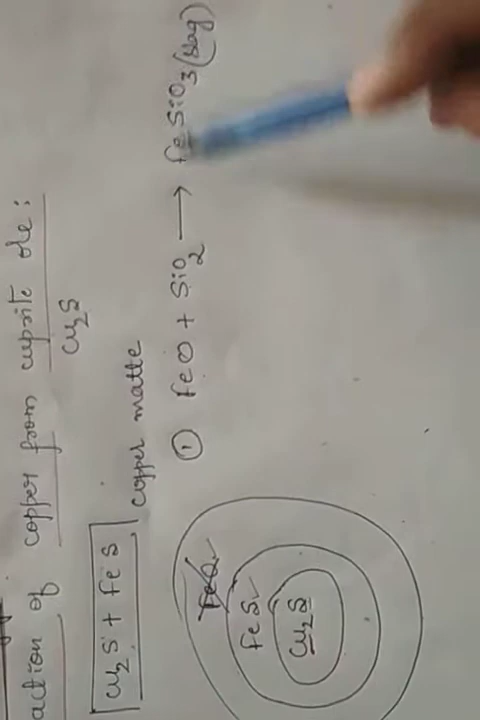 action of copper from cuprite ore:
Cu2S
Cu2S + FeS
copper matte
① FeO + SiO2 → FeSiO3 (slag)
FeO
FeS
Cu2S